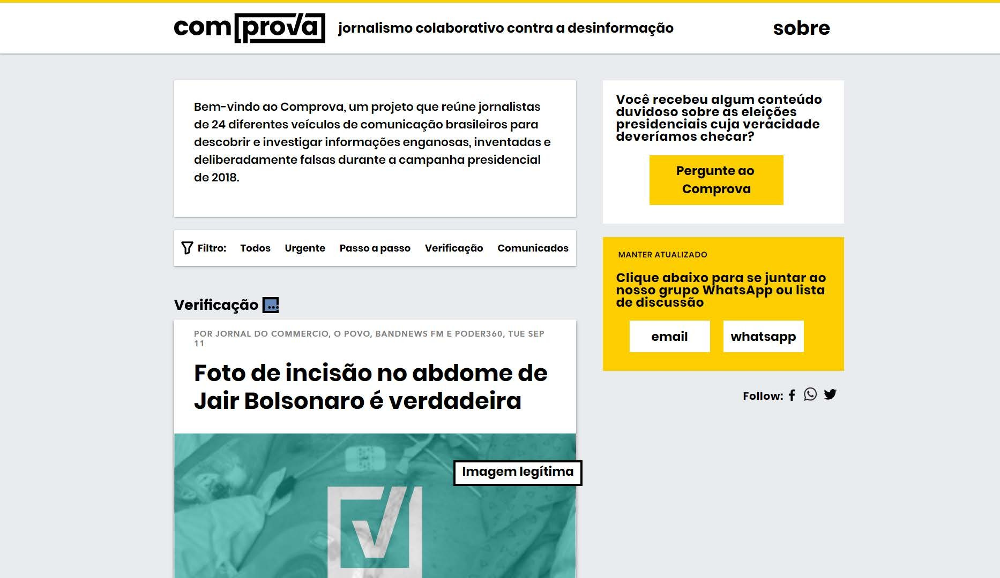 comprova jornalismo colaborativo contra a desinformação sobre
Bem-vindo ao Comprova, um projeto que reúne jornalistas
de 24 diferentes veículos de comunicação brasileiros para
descobrir e investigar informações enganosas, inventadas e
deliberadamente falsas durante a campanha presidencial
de 2018.
Filtro: Todos Urgente Passo a passo Verificação Comunicados
Verificação
POR JORNAL DO COMMERCIO, O POVO, BANDNEWS FM E PODER360, TUE SEP
11
Foto de incisão no abdome de
Jair Bolsonaro é verdadeira
Imagem legítima
Você recebeu algum conteúdo
duvidoso sobre as eleições
presidenciais cuja veracidade
deveríamos checar?
Pergunte ao
Comprova
MANTER ATUALIZADO
Clique abaixo para se juntar ao
nosso grupo WhatsApp ou lista
de discussão
email whatsapp
Follow: